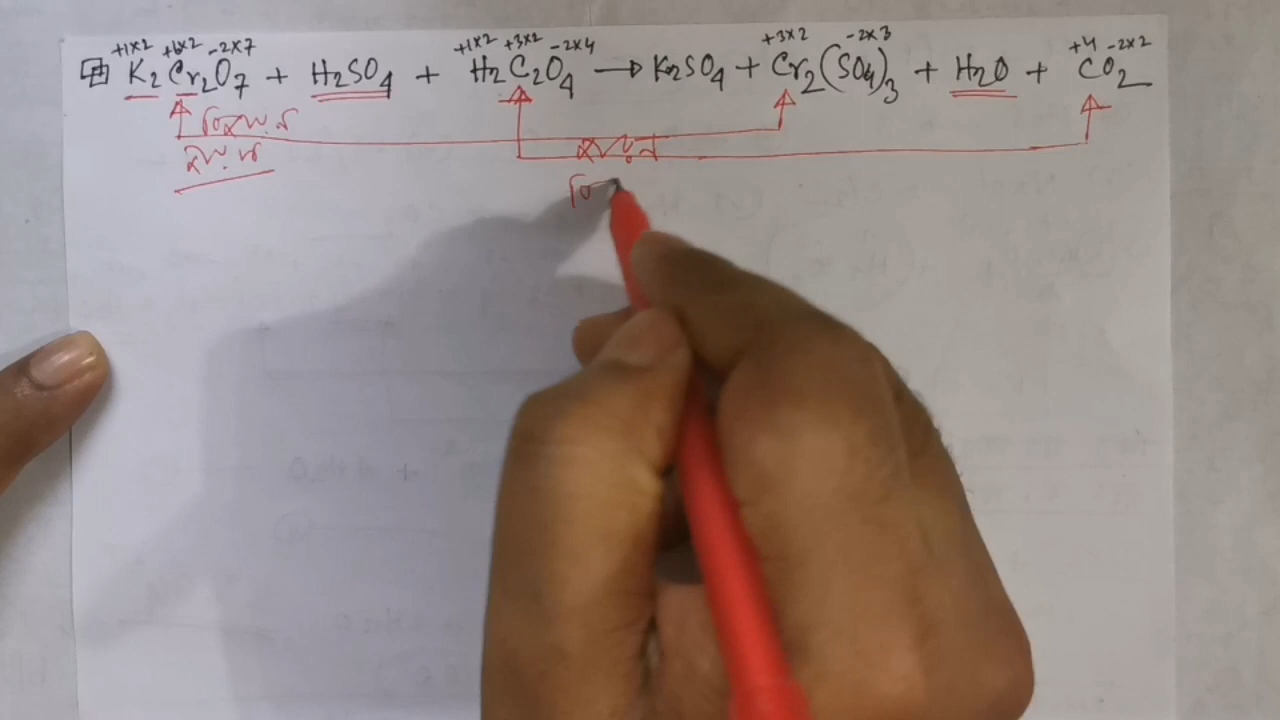 +1×2 +6×2 -2×7 +1×2 +3×2 -2×4 +3×2 -2×3 +4 -2×2
K2Cr2O7 + H2SO4 + H2C2O4 → K2SO4 + Cr2(SO4)3 + H2O + CO2